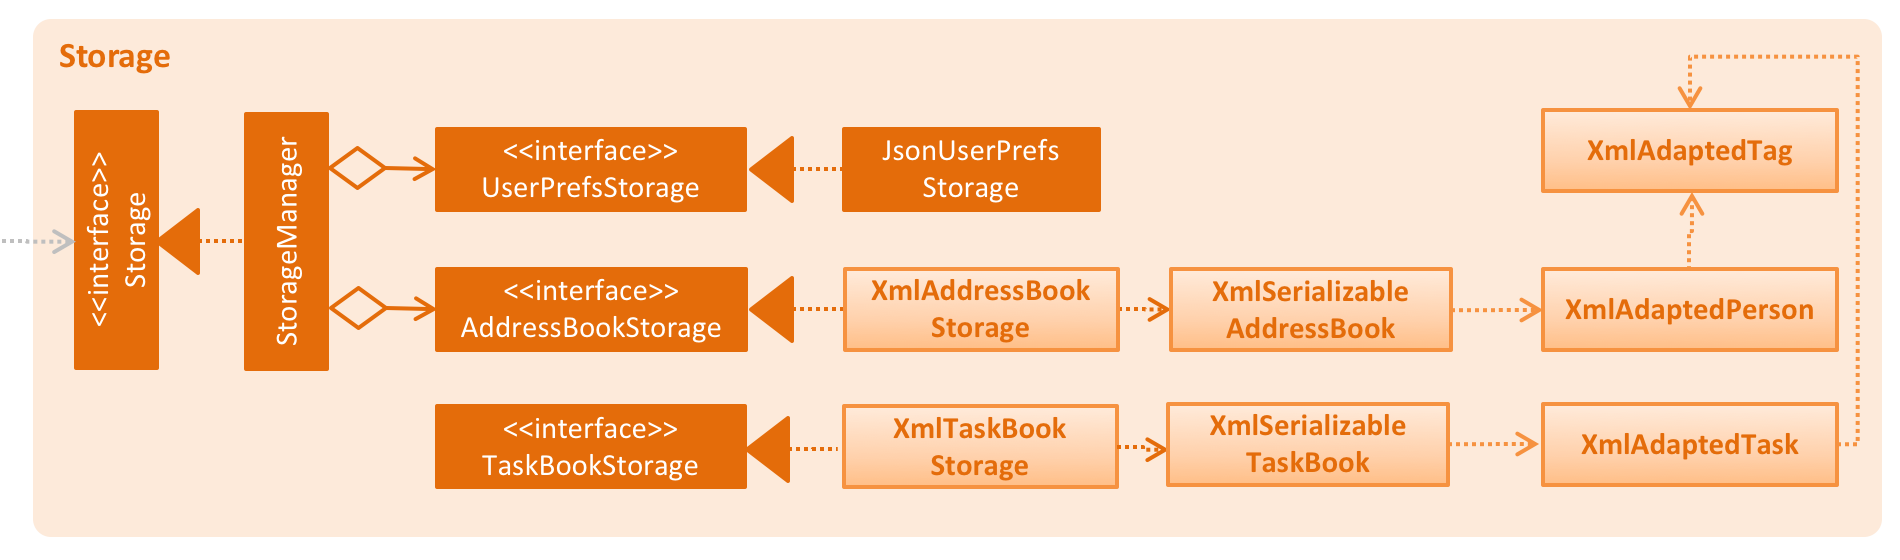 Storage
<<interface>>
Storage
StorageManager
<<interface>>
UserPrefsStorage
JsonUserPrefs
Storage
XmlAdaptedTag
<<interface>>
AddressBookStorage
XmlAddressBook
Storage
XmlSerializable
AddressBook
XmlAdaptedPerson
<<interface>>
TaskBookStorage
XmlTaskBook
Storage
XmlSerializable
TaskBook
XmlAdaptedTask